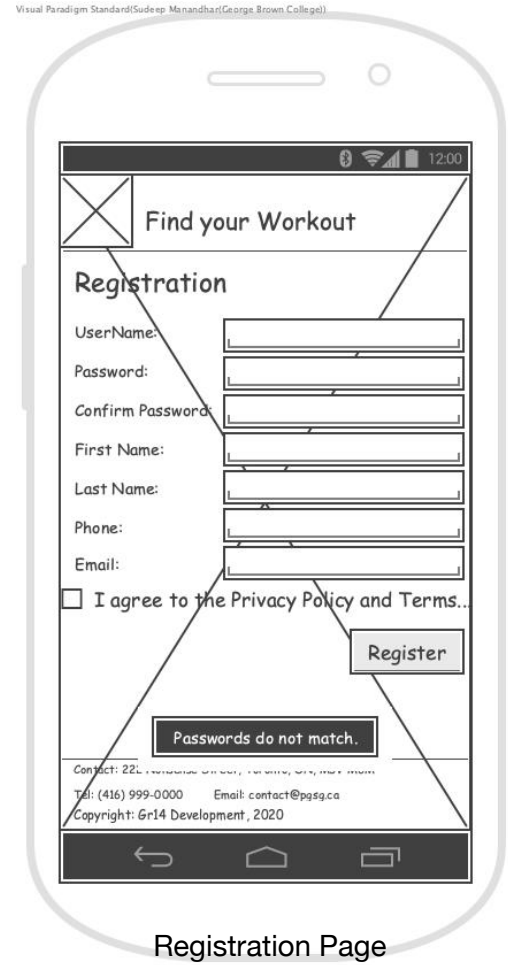 Visual Paradigm Standard(Sudeep Manandhar(George Brown College))
12:00
Find your Workout
Registration
UserName:
Password:
Confirm Password:
First Name:
Last Name:
Phone:
Email:
I agree to the Privacy Policy and Terms...
Register
Passwords do not match.
Contact:
Tel: (416) 999-0000 Email: contact@pgsg.ca
Copyright: Gr14 Development, 2020
Registration Page